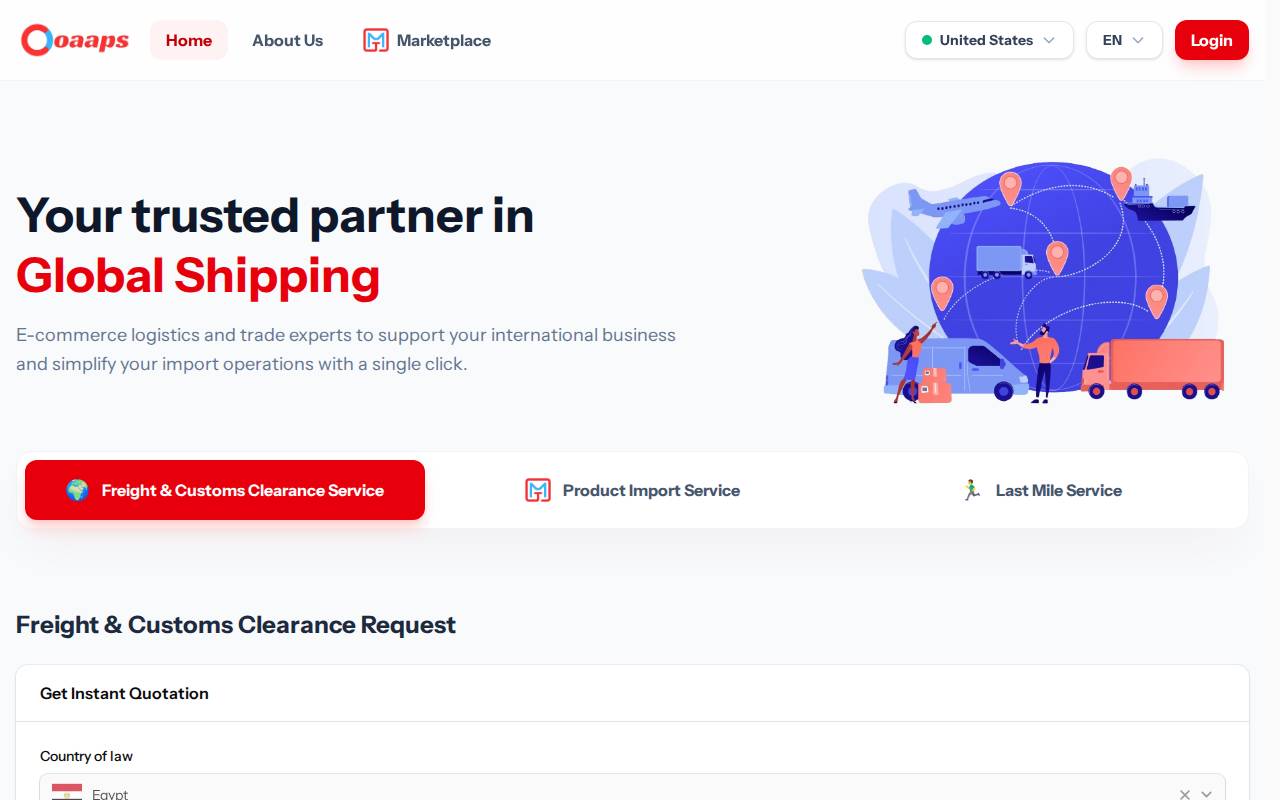 Ooaaps
Home
About Us
Marketplace
United States
EN
Login
Your trusted partner in
Global Shipping
E-commerce logistics and trade experts to support your international business
and simplify your import operations with a single click.
Freight & Customs Clearance Service
Product Import Service
Last Mile Service
Freight & Customs Clearance Request
Get Instant Quotation
Country of law
Egypt